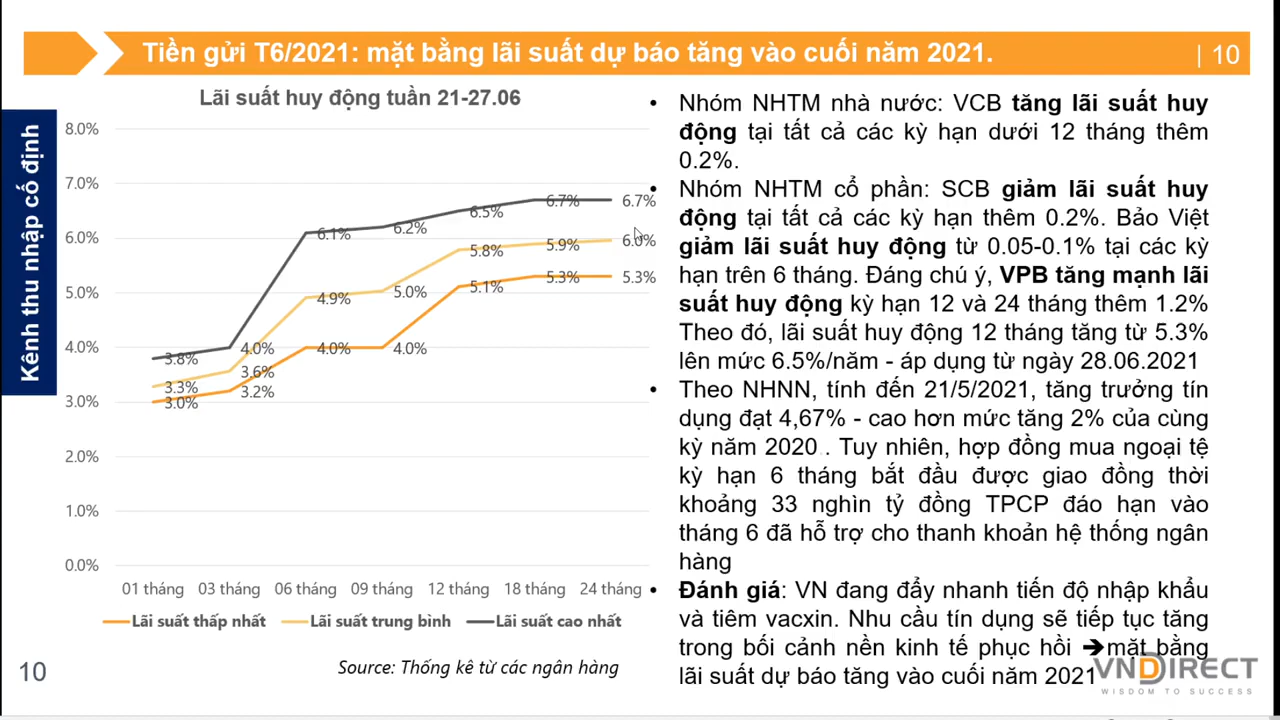 Tiền gửi T6/2021: mặt bằng lãi suất dự báo tăng vào cuối năm 2021.
| 10
Kênh thu nhập cố định
Lãi suất huy động tuần 21-27.06
8.0%
7.0%
6.0%
5.0%
4.0%
3.0%
2.0%
1.0%
0.0%
3.8%
4.0%
6.1%
6.2%
6.5%
6.7%
6.7%
3.3%
3.6%
4.9%
5.0%
5.8%
5.9%
6.0%
3.0%
3.2%
4.0%
4.0%
5.1%
5.3%
5.3%
01 tháng 03 tháng 06 tháng 09 tháng 12 tháng 18 tháng 24 tháng
Lãi suất thấp nhất Lãi suất trung bình Lãi suất cao nhất
Source: Thống kê từ các ngân hàng
10
• Nhóm NHTM nhà nước: VCB tăng lãi suất huy
động tại tất cả các kỳ hạn dưới 12 tháng thêm
0.2%.
• Nhóm NHTM cổ phần: SCB giảm lãi suất huy
động tại tất cả các kỳ hạn thêm 0.2%. Bảo Việt
giảm lãi suất huy động từ 0.05-0.1% tại các kỳ
hạn trên 6 tháng. Đáng chú ý, VPB tăng mạnh lãi
suất huy động kỳ hạn 12 và 24 tháng thêm 1.2%
Theo đó, lãi suất huy động 12 tháng tăng từ 5.3%
lên mức 6.5%/năm - áp dụng từ ngày 28.06.2021
• Theo NHNN, tính đến 21/5/2021, tăng trưởng tín
dụng đạt 4,67% - cao hơn mức tăng 2% của cùng
kỳ năm 2020 . Tuy nhiên, hợp đồng mua ngoại tệ
kỳ hạn 6 tháng bắt đầu được giao đồng thời
khoảng 33 nghìn tỷ đồng TPCP đáo hạn vào
tháng 6 đã hỗ trợ cho thanh khoản hệ thống ngân
hàng
• Đánh giá: VN đang đẩy nhanh tiến độ nhập khẩu
và tiêm vacxin. Nhu cầu tín dụng sẽ tiếp tục tăng
trong bối cảnh nền kinh tế phục hồi ➔mặt bằng
lãi suất dự báo tăng vào cuối năm 2021
VNDIRECT
WISDOM TO SUCCESS